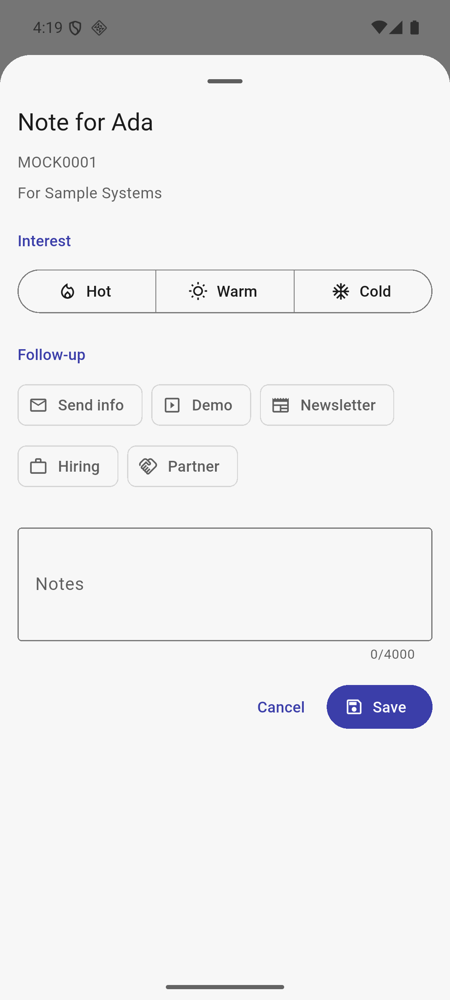 4:19
Note for Ada
MOCK0001
For Sample Systems
Interest
Hot Warm Cold
Follow-up
Send info Demo Newsletter
Hiring Partner
Notes
0/4000
Cancel Save